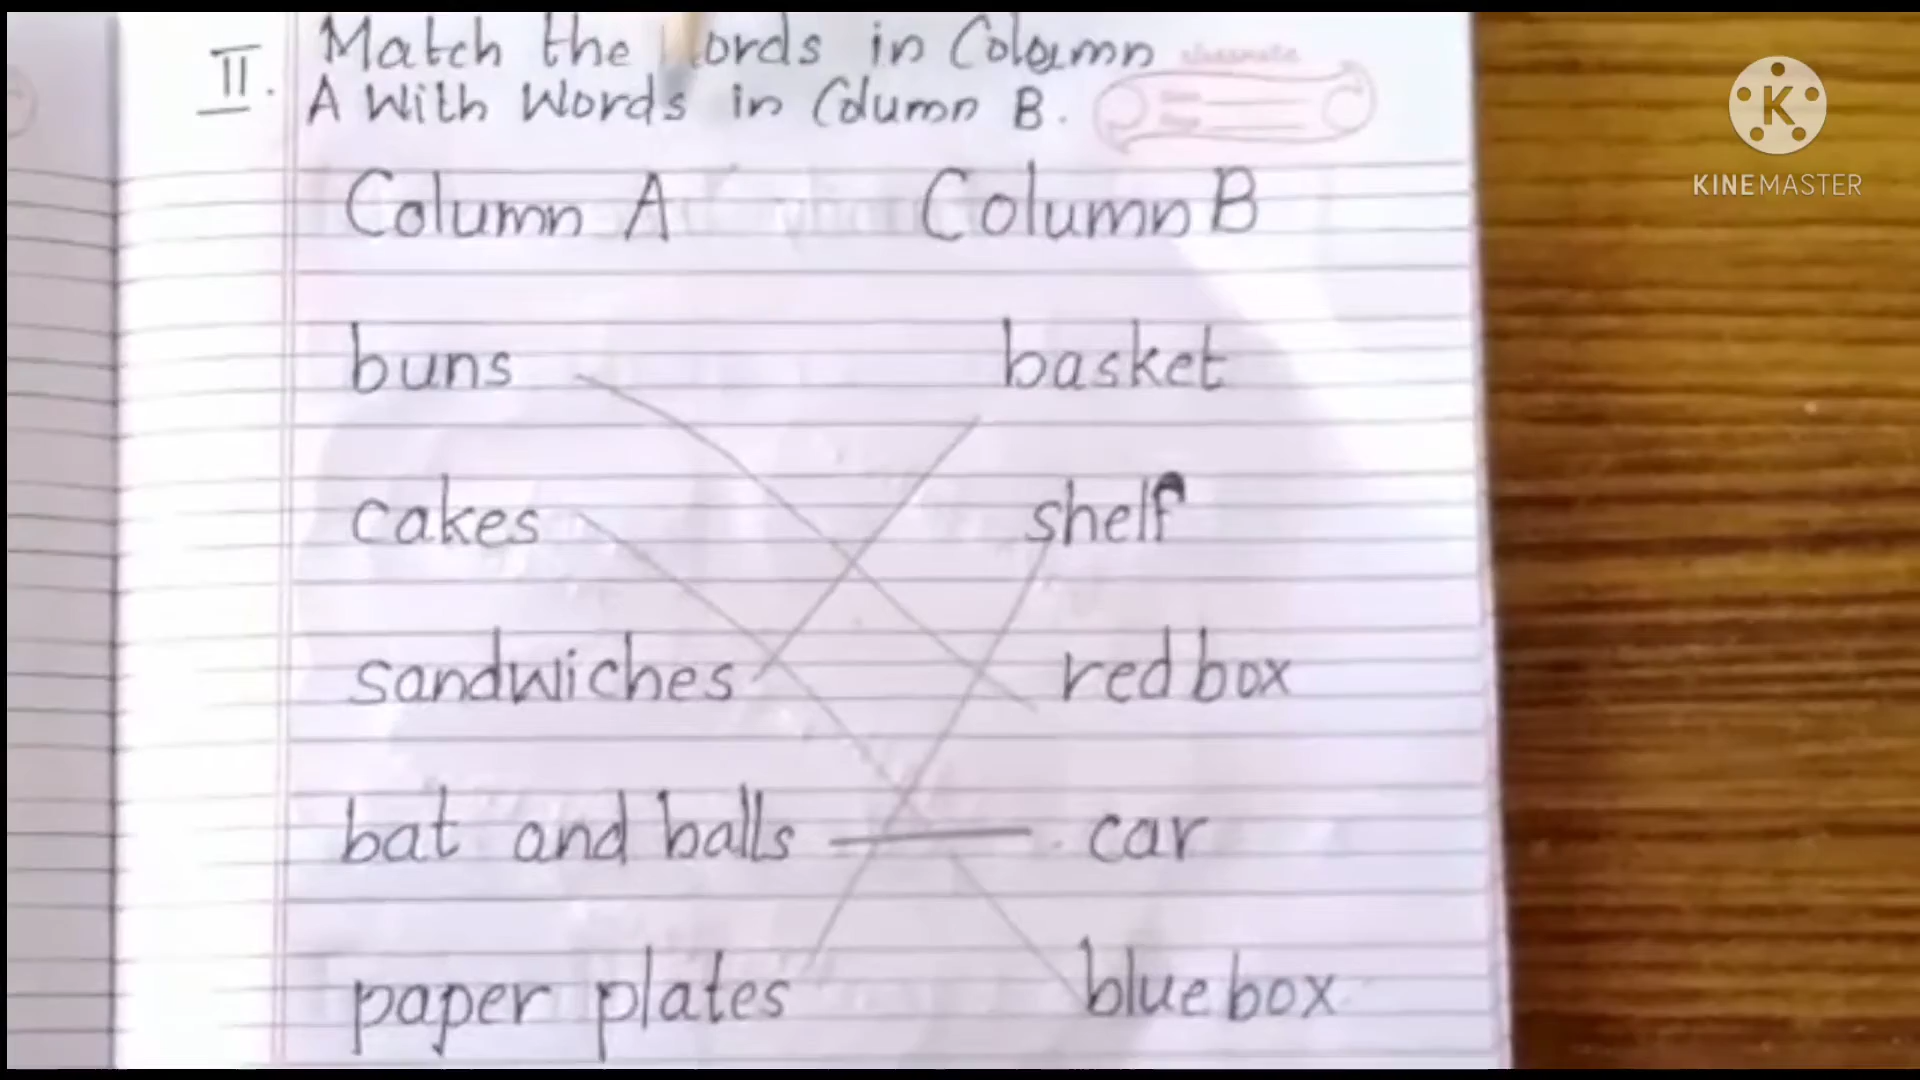 II. Match the Words in Column
A With Words in Column B.
Column A Column B
buns basket
cakes shelf
sandwiches red box
bat and balls car
paper plates blue box
K
KINEMASTER